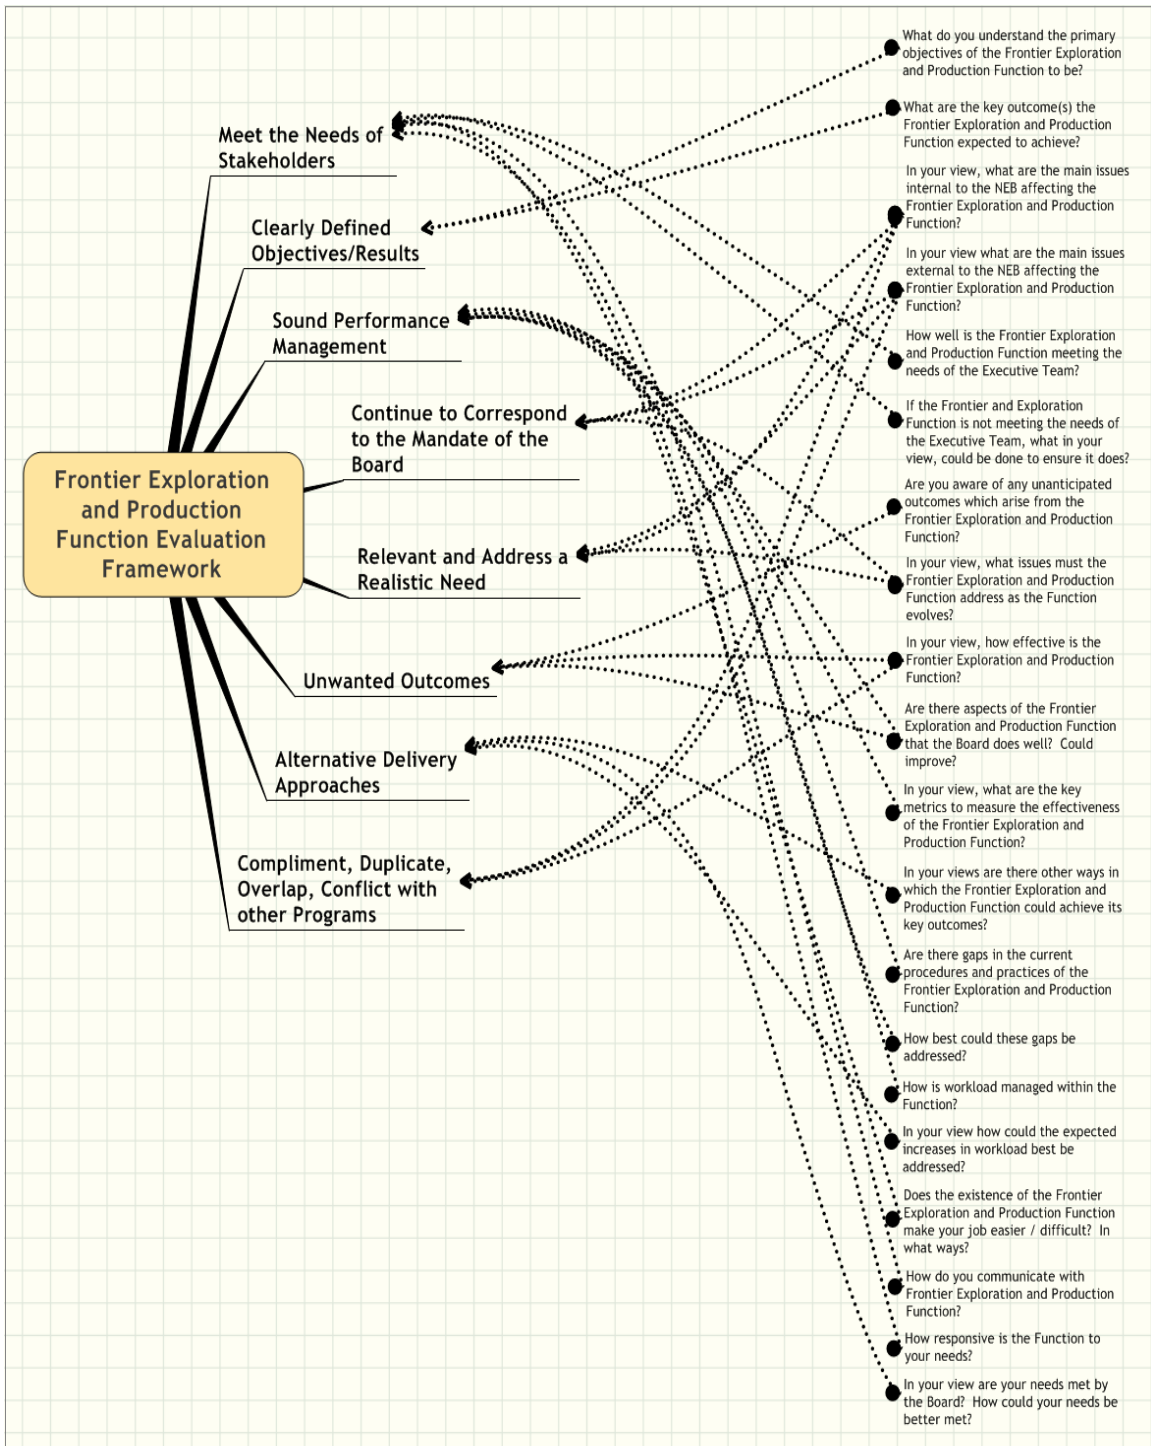 Meet the Needs of
Stakeholders
Clearly Defined
Objectives/Results
Sound Performance
Management
Continue to Correspond
to the Mandate of the
Board
Frontier Exploration
and Production
Function Evaluation
Framework
Relevant and Address a
Realistic Need
Unwanted Outcomes
Alternative Delivery
Approaches
Compliment, Duplicate,
Overlap, Conflict with
other Programs
What do you understand the primary
objectives of the Frontier Exploration
and Production Function to be?
What are the key outcome(s) the
Frontier Exploration and Production
Function expected to achieve?
In your view, what are the main issues
internal to the NEB affecting the
Frontier Exploration and Production
Function?
In your view what are the main issues
external to the NEB affecting the
Frontier Exploration and Production
Function?
How well is the Frontier Exploration
and Production Function meeting the
needs of the Executive Team?
If the Frontier and Exploration
Function is not meeting the needs of
the Executive Team, what in your
view, could be done to ensure it does?
Are you aware of any unanticipated
outcomes which arise from the
Frontier Exploration and Production
Function?
In your view, what issues must the
Frontier Exploration and Production
Function address as the Function
evolves?
In your view, how effective is the
Frontier Exploration and Production
Function?
Are there aspects of the Frontier
Exploration and Production Function
that the Board does well? Could
improve?
In your view, what are the key
metrics to measure the effectiveness
of the Frontier Exploration and
Production Function?
In your views are there other ways in
which the Frontier Exploration and
Production Function could achieve its
key outcomes?
Are there gaps in the current
procedures and practices of the
Frontier Exploration and Production
Function?
How best could these gaps be
addressed?
How is workload managed within the
Function?
In your view how could the expected
increases in workload best be
addressed?
Does the existence of the Frontier
Exploration and Production Function
make your job easier / difficult? In
what ways?
How do you communicate with
Frontier Exploration and Production
Function?
How responsive is the Function to
your needs?
In your view are your needs met by
the Board? How could your needs be
better met?